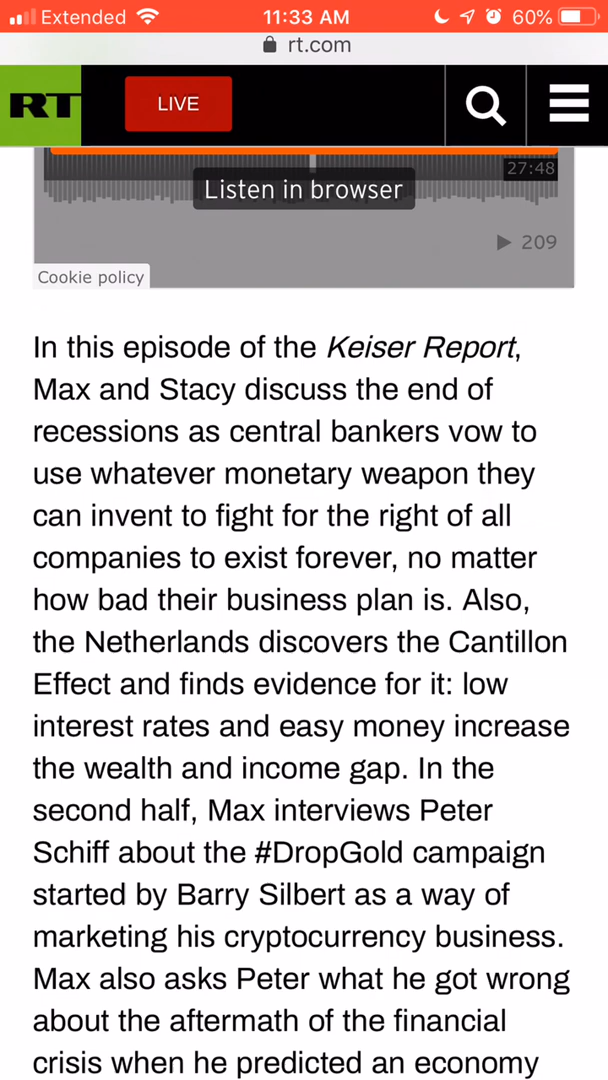 Extended 11:33 AM 60%
rt.com
RT LIVE
27:48
Listen in browser
209
Cookie policy
In this episode of the Keiser Report,
Max and Stacy discuss the end of
recessions as central bankers vow to
use whatever monetary weapon they
can invent to fight for the right of all
companies to exist forever, no matter
how bad their business plan is. Also,
the Netherlands discovers the Cantillon
Effect and finds evidence for it: low
interest rates and easy money increase
the wealth and income gap. In the
second half, Max interviews Peter
Schiff about the #DropGold campaign
started by Barry Silbert as a way of
marketing his cryptocurrency business.
Max also asks Peter what he got wrong
about the aftermath of the financial
crisis when he predicted an economy